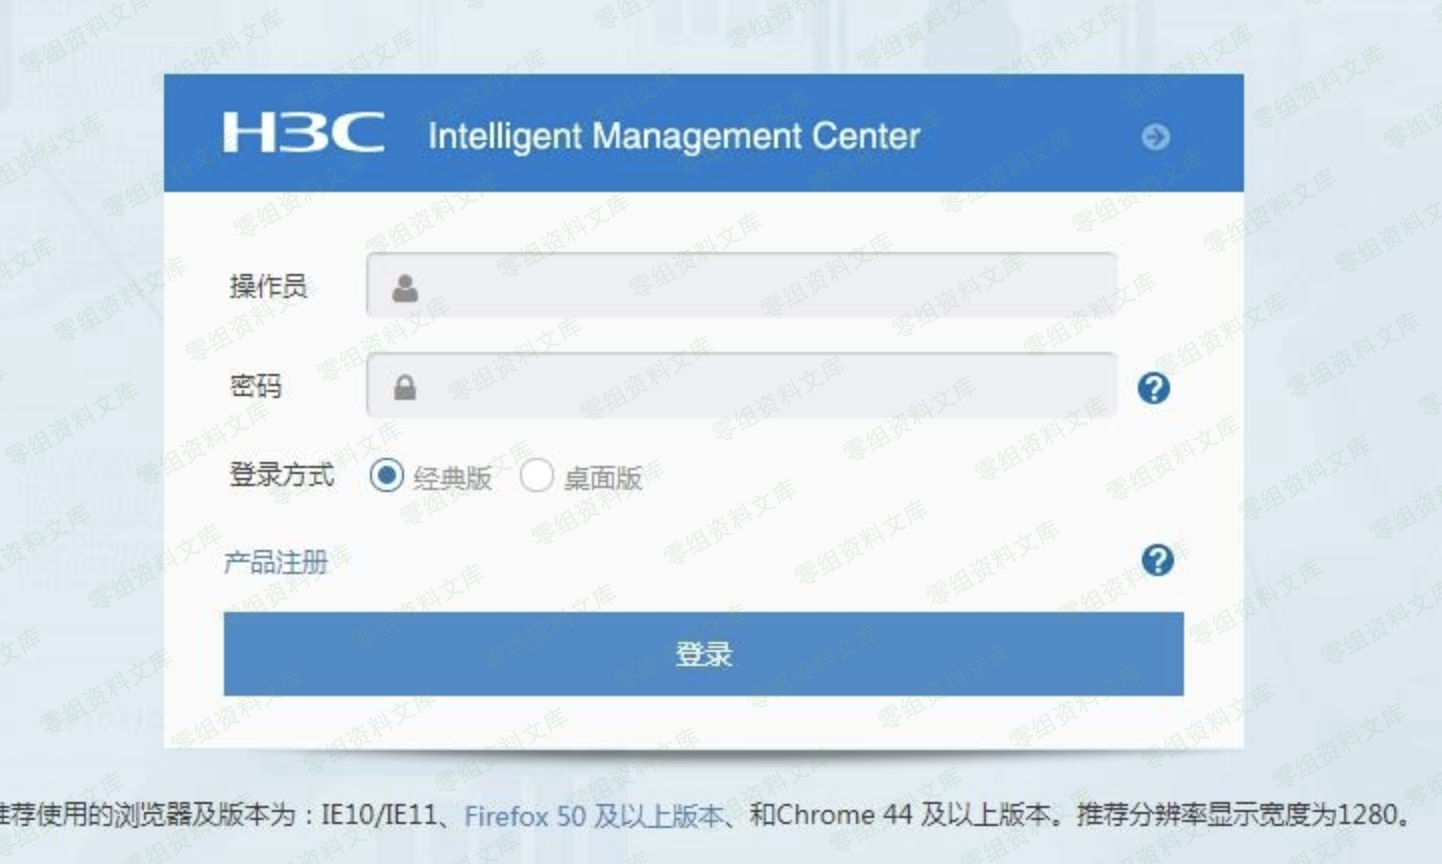 H3C Intelligent Management Center
操作员
密码
登录方式 经典版 桌面版
产品注册
登录
荐使用的浏览器及版本为：IE10/IE11、Firefox 50 及以上版本、和Chrome 44 及以上版本。推荐分辨率显示宽度为1280。
零组资料文库